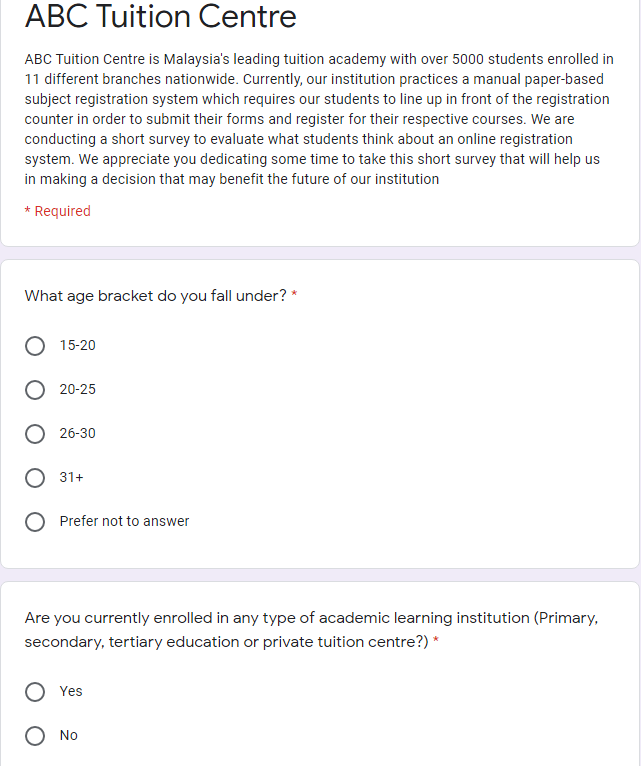 ABC Tuition Centre
ABC Tuition Centre is Malaysia's leading tuition academy with over 5000 students enrolled in
11 different branches nationwide. Currently, our institution practices a manual paper-based
subject registration system which requires our students to line up in front of the registration
counter in order to submit their forms and register for their respective courses. We are
conducting a short survey to evaluate what students think about an online registration
system. We appreciate you dedicating some time to take this short survey that will help us
in making a decision that may benefit the future of our institution
* Required
What age bracket do you fall under? *
15-20
20-25
26-30
31+
Prefer not to answer
Are you currently enrolled in any type of academic learning institution (Primary,
secondary, tertiary education or private tuition centre?) *
Yes
No